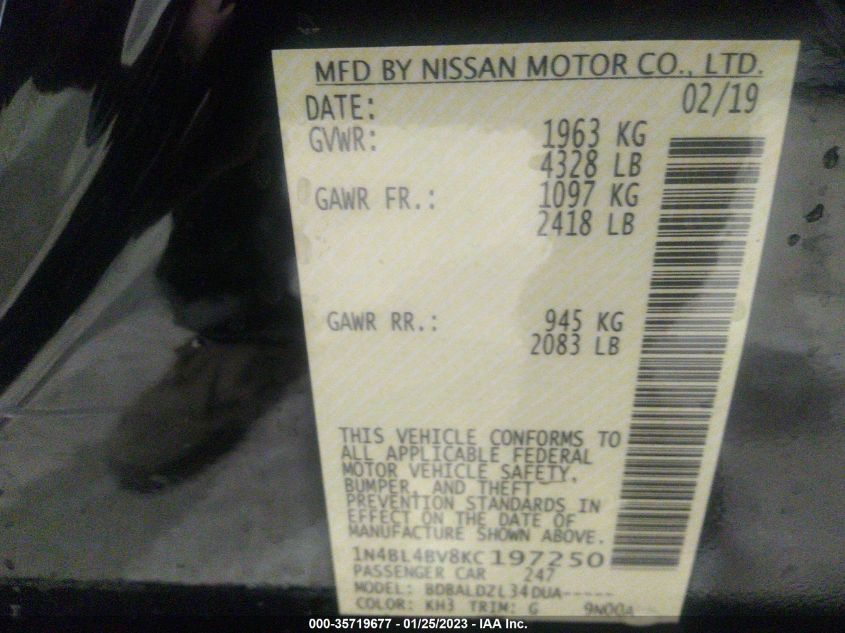 MFD BY NISSAN MOTOR CO., LTD.
DATE: 02/19
GVWR: 1963 KG
4328 LB
GAWR FR.: 1097 KG
2418 LB
GAWR RR.: 945 KG
2083 LB
THIS VEHICLE CONFORMS TO
ALL APPLICABLE FEDERAL
MOTOR VEHICLE SAFETY,
BUMPER, AND THEFT
PREVENTION STANDARDS IN
EFFECT ON THE DATE OF
MANUFACTURE SHOWN ABOVE.
1N4BL4BV8KC197250
PASSENGER CAR 247
MODEL: BDBALDZL34DUA-----
COLOR: KH3 TRIM: G 9N00A
000-35719677 - 01/25/2023 - IAA Inc.